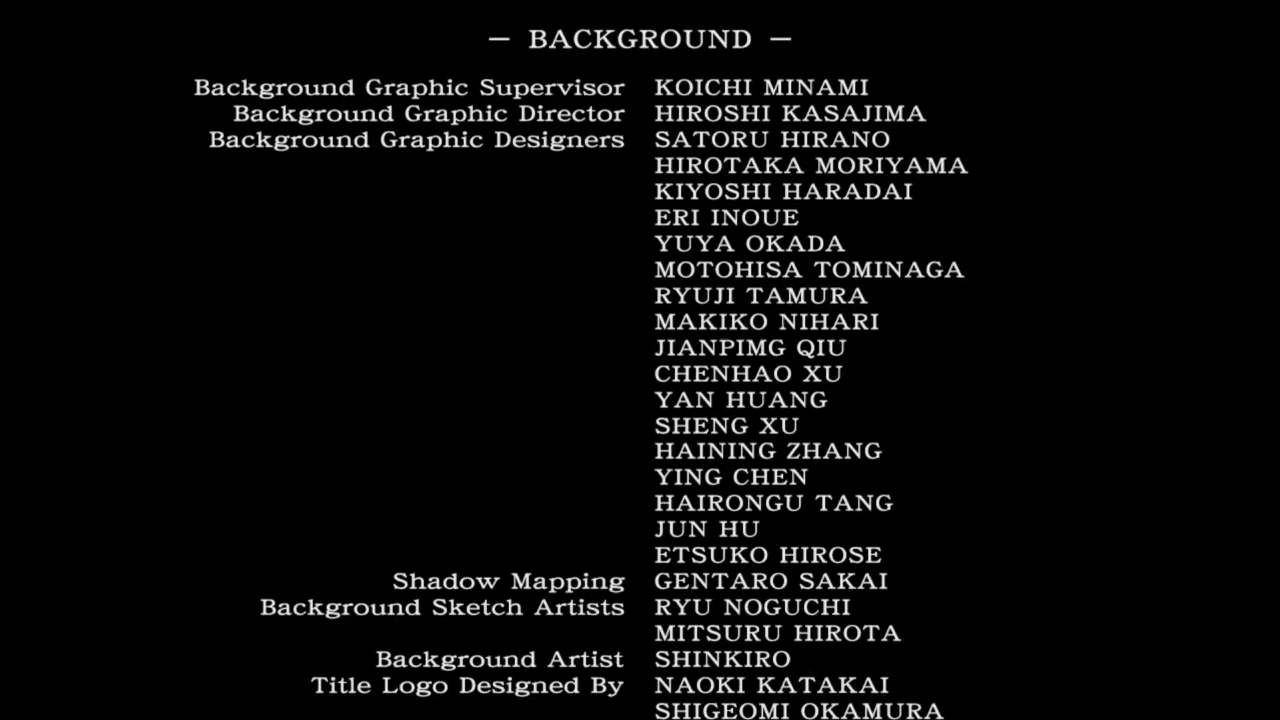 — BACKGROUND —
Background Graphic Supervisor KOICHI MINAMI
Background Graphic Director HIROSHI KASAJIMA
Background Graphic Designers SATORU HIRANO
HIROTAKA MORIYAMA
KIYOSHI HARADAI
ERI INOUE
YUYA OKADA
MOTOHISA TOMINAGA
RYUJI TAMURA
MAKIKO NIHARI
JIANPIMG QIU
CHENHAO XU
YAN HUANG
SHENG XU
HAINING ZHANG
YING CHEN
HAIRONGU TANG
JUN HU
ETSUKO HIROSE
Shadow Mapping GENTARO SAKAI
Background Sketch Artists RYU NOGUCHI
MITSURU HIROTA
Background Artist SHINKIRO
Title Logo Designed By NAOKI KATAKAI
SHIGEOMI OKAMURA